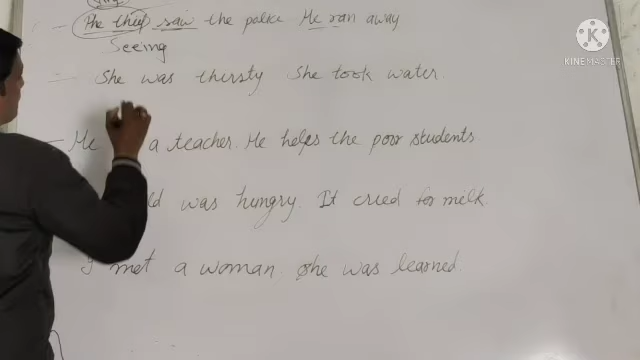 The thief saw the police He ran away
Seeing
She was thirsty She took water.
He a teacher. He helps the poor students
was hungry. It cried for milk.
I met a woman. She was learned.
K
KINEMASTER